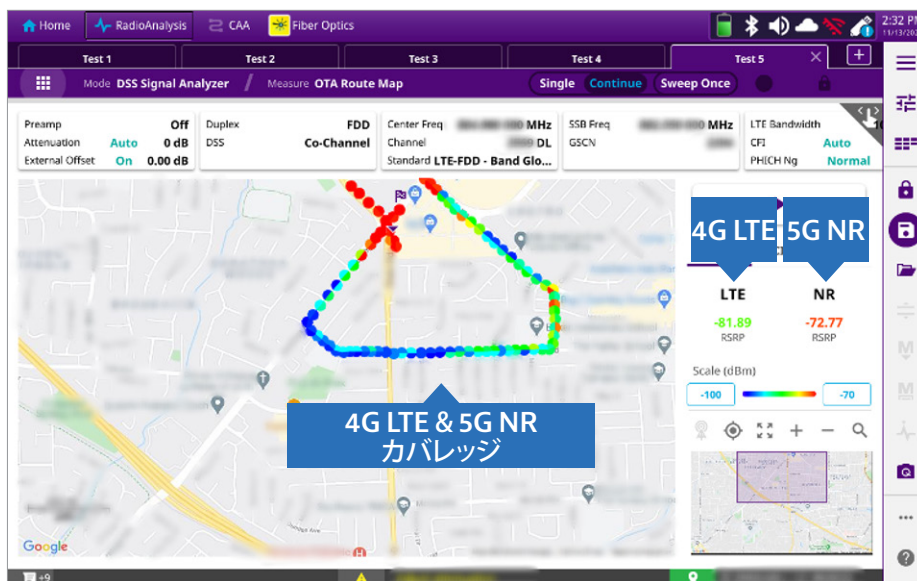 Home
RadioAnalysis
CAA
Fiber Optics
2:32 PM
Test 1
Test 2
Test 3
Test 4
Test 5
Mode DSS Signal Analyzer / Measure OTA Route Map
Single Continue Sweep Once
Preamp Off
Attenuation Auto 0 dB
External Offset On 0.00 dB
Duplex FDD
DSS Co-Channel
Center Freq MHz
Channel DL
Standard LTE-FDD - Band Glo...
SSB Freq MHz
GSCN
LTE Bandwidth
CFI Auto
PHICH Ng Normal
4G LTE
5G NR
LTE NR
-81.89 -72.77
RSRP RSRP
Scale (dBm)
-100 -70
4G LTE & 5G NR
カバレッジ
Google
+9